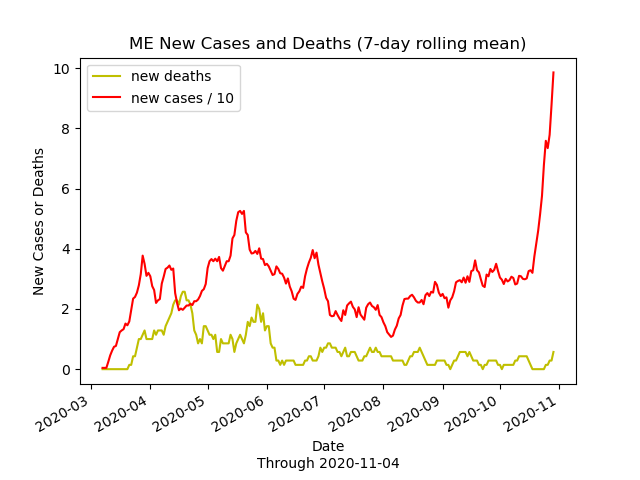 ME New Cases and Deaths (7-day rolling mean)
new deaths
new cases / 10
New Cases or Deaths
10
8
6
4
2
0
2020-03
2020-04
2020-05
2020-06
2020-07
2020-08
2020-09
2020-10
2020-11
Date
Through 2020-11-04